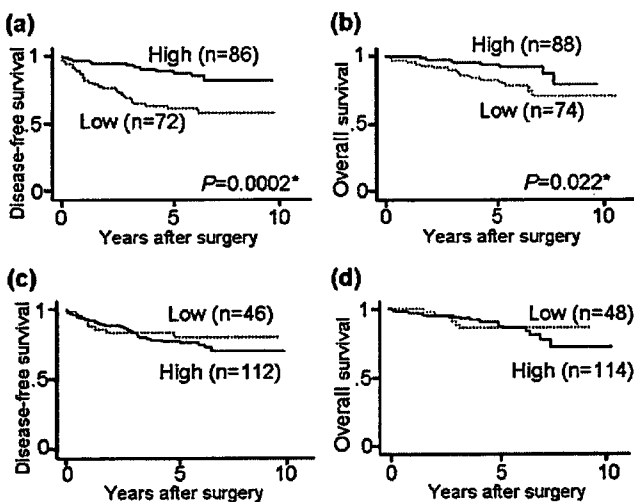 (a)
Disease-free survival
1
.5
0
High (n=86)
Low (n=72)
P=0.0002*
0 5 10
Years after surgery
(b)
Overall survival
1
.5
0
High (n=88)
Low (n=74)
P=0.022*
0 5 10
Years after surgery
(c)
Disease-free survival
1
.5
0
Low (n=46)
High (n=112)
0 5 10
Years after surgery
(d)
Overall survival
1
.5
0
Low (n=48)
High (n=114)
0 5 10
Years after surgery